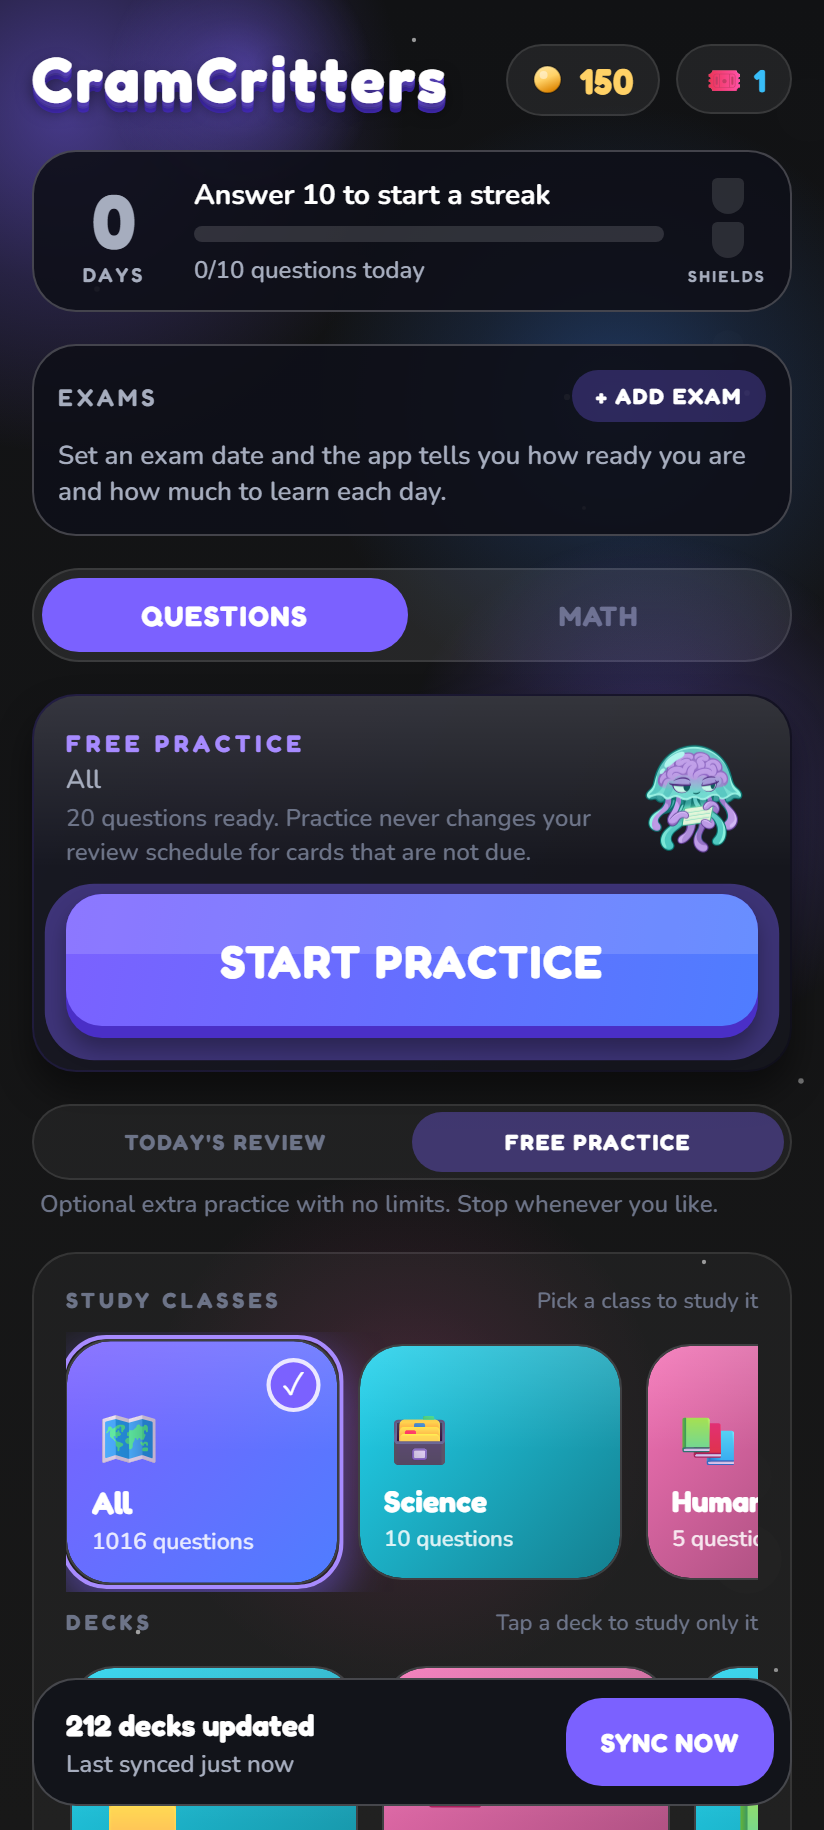 CramCritters
150
1
0
DAYS
Answer 10 to start a streak
0/10 questions today
SHIELDS
EXAMS
+ ADD EXAM
Set an exam date and the app tells you how ready you are
and how much to learn each day.
QUESTIONS
MATH
FREE PRACTICE
All
20 questions ready. Practice never changes your
review schedule for cards that are not due.
START PRACTICE
TODAY'S REVIEW
FREE PRACTICE
Optional extra practice with no limits. Stop whenever you like.
STUDY CLASSES
Pick a class to study it
All
1016 questions
Science
10 questions
Human
5 questio
DECKS
Tap a deck to study only it
212 decks updated
Last synced just now
SYNC NOW